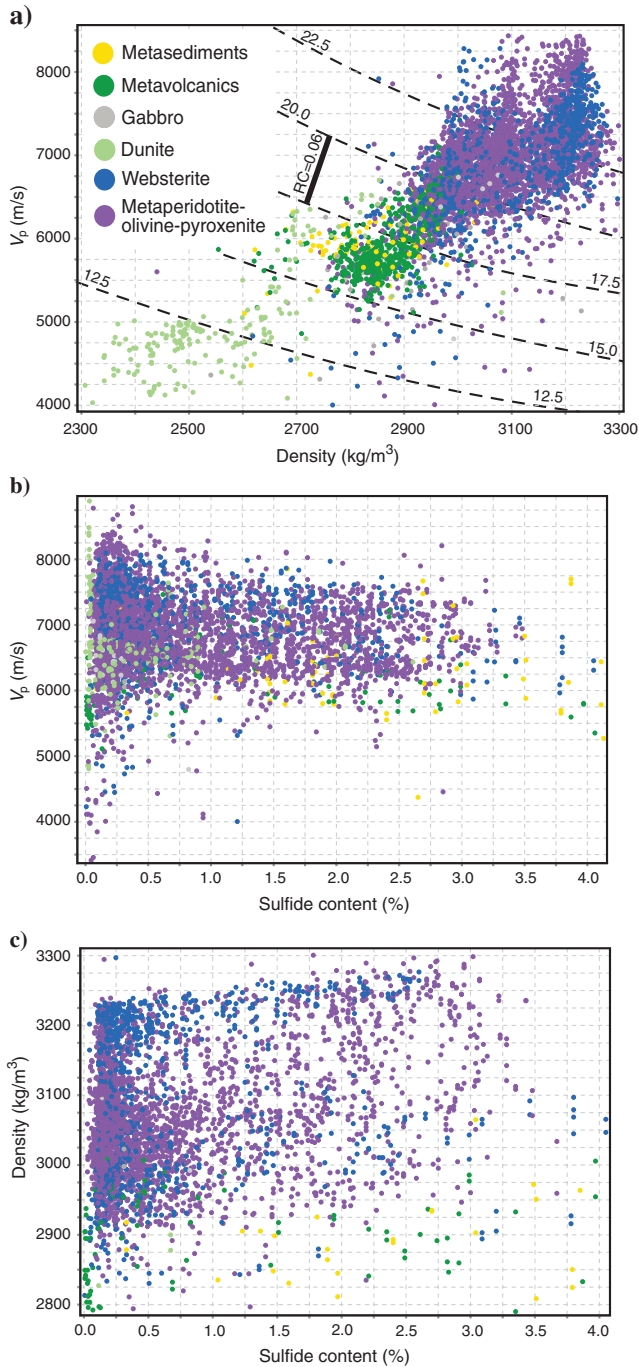 a)
22.5
8000
Metasediments
Metavolcanics
20.0
Gabbro
7000
Dunite
RC=0.06
Websterite
Vp (m/s)
Metaperidotite-
olivine-pyroxenite
6000
17.5
12.5
5000
15.0
12.5
4000
2300 2500 2700 2900 3100 3300
Density (kg/m3)
b)
8000
7000
Vp (m/s)
6000
5000
4000
0.0 0.5 1.0 1.5 2.0 2.5 3.0 3.5 4.0
Sulfide content (%)
c)
3300
3200
3100
Density (kg/m3)
3000
2900
2800
0.0 0.5 1.0 1.5 2.0 2.5 3.0 3.5 4.0
Sulfide content (%)